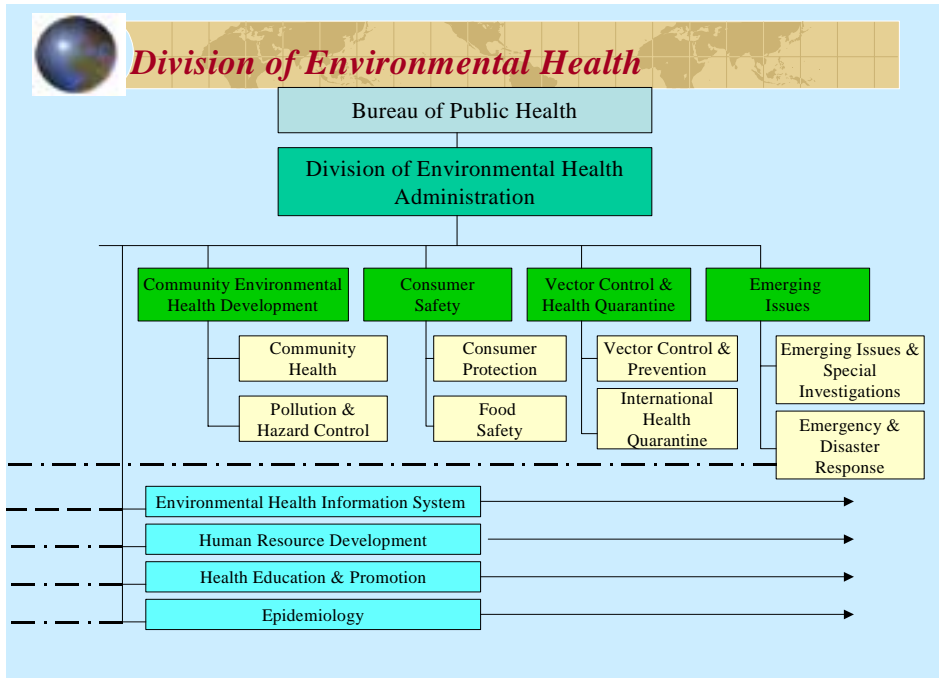 Division of Environmental Health
Bureau of Public Health
Division of Environmental Health
Administration
Community Environmental
Health Development
Consumer
Safety
Vector Control &
Health Quarantine
Emerging
Issues
Community
Health
Pollution &
Hazard Control
Consumer
Protection
Food
Safety
Vector Control &
Prevention
International
Health
Quarantine
Emerging Issues &
Special
Investigations
Emergency &
Disaster
Response
Environmental Health Information System
Human Resource Development
Health Education & Promotion
Epidemiology